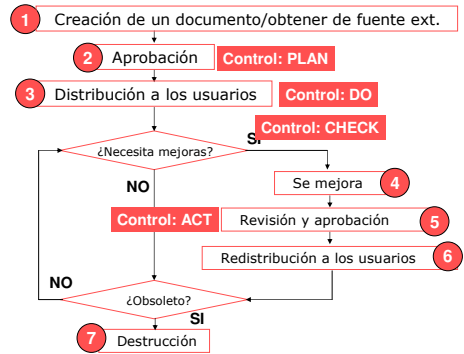 1 Creación de un documento/obtener de fuente ext.
2 Aprobación Control: PLAN
3 Distribución a los usuarios Control: DO
Control: CHECK
SI
¿Necesita mejoras?
Se mejora 4
NO
Control: ACT
Revisión y aprobación 5
Redistribución a los usuarios 6
NO
¿Obsoleto?
SI
7 Destrucción